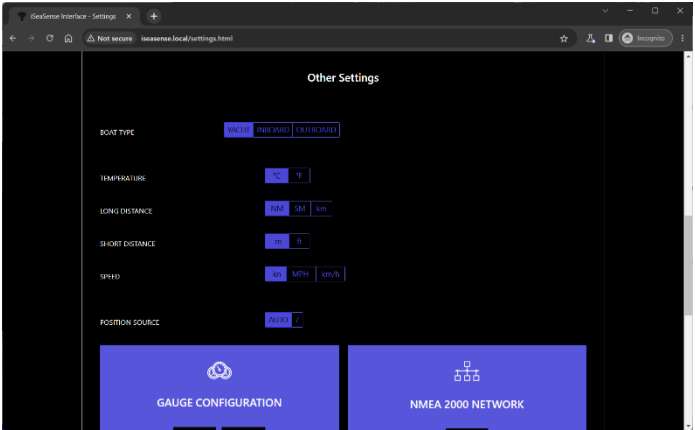 iSeaSense Interface - Settings
Not secure iseasense.local/settings.html Incognito
Other Settings
BOAT TYPE YACHT INBOARD OUTBOARD
TEMPERATURE °C °F
LONG DISTANCE NM SM km
SHORT DISTANCE m ft
SPEED kn MPH km/h
POSITION SOURCE AUTO /
GAUGE CONFIGURATION NMEA 2000 NETWORK